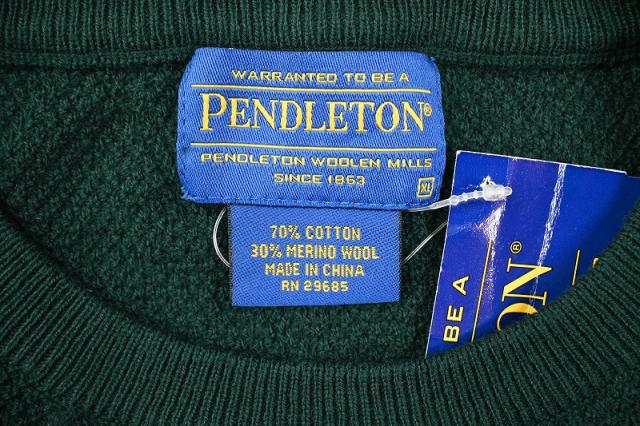 WARRANTED TO BE A
PENDLETON®
PENDLETON WOOLEN MILLS
SINCE 1863
XL
70% COTTON
30% MERINO WOOL
MADE IN CHINA
RN 29685
BE A
ON®